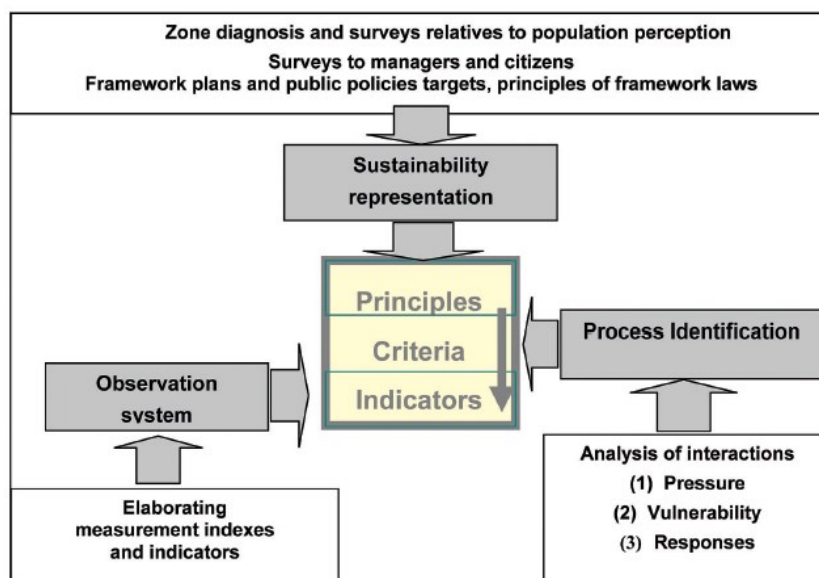 Zone diagnosis and surveys relatives to population perception
Surveys to managers and citizens
Framework plans and public policies targets, principles of framework laws
Sustainability
representation
Principles
Criteria
Indicators
Process Identification
Observation
system
Analysis of interactions
(1) Pressure
(2) Vulnerability
(3) Responses
Elaborating
measurement indexes
and indicators